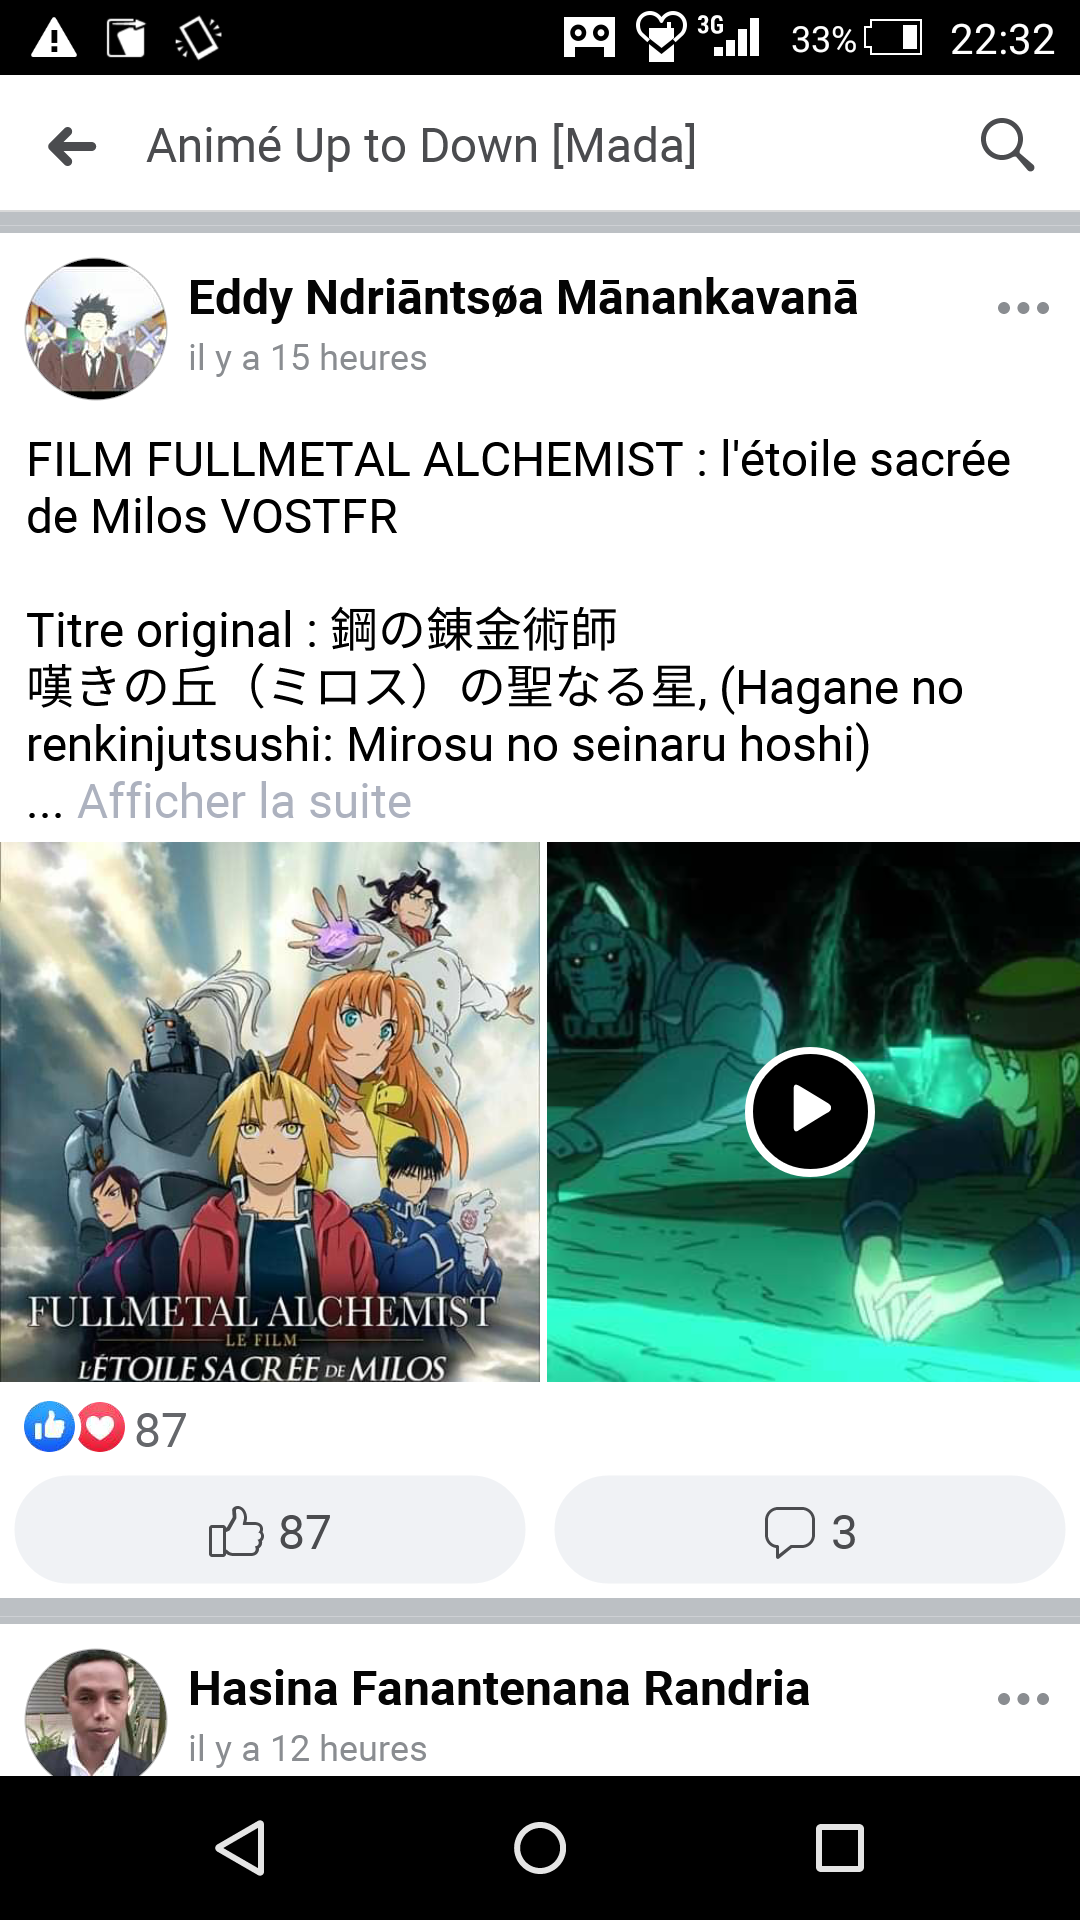 3G 33% 22:32
Animé Up to Down [Mada]
Eddy Ndriāntsøa Mānankavanā
il y a 15 heures
FILM FULLMETAL ALCHEMIST : l'étoile sacrée
de Milos VOSTFR
Titre original : 鋼の錬金術師
嘆きの丘（ミロス）の聖なる星, (Hagane no
renkinjutsushi: Mirosu no seinaru hoshi)
... Afficher la suite
FULLMETAL ALCHEMIST
LE FILM
L'ÉTOILE SACRÉE DE MILOS
87
87
3
Hasina Fanantenana Randria
il y a 12 heures